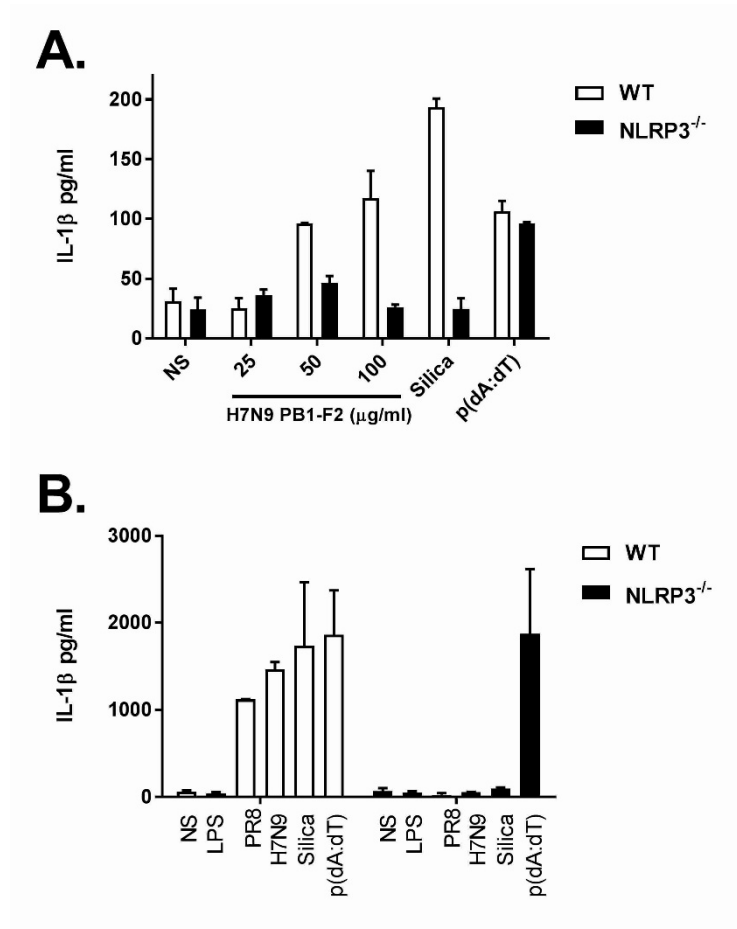 A.
IL-1β pg/ml
200
150
100
50
0
NS
25
50
100
Silica
p(dA:dT)
H7N9 PB1-F2 (μg/ml)
WT
NLRP3-/-
B.
IL-1β pg/ml
3000
2000
1000
0
NS
LPS
PR8
H7N9
Silica
p(dA:dT)
NS
LPS
PR8
H7N9
Silica
p(dA:dT)
WT
NLRP3-/-